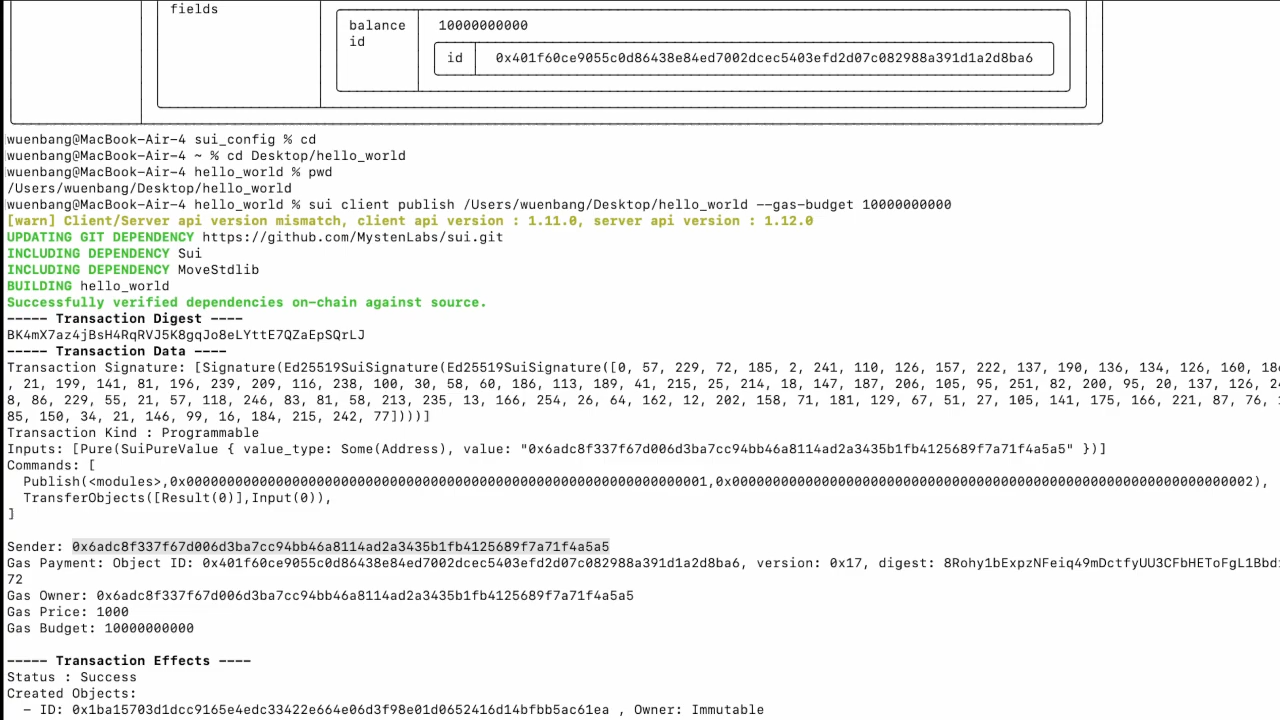 fields
balance 10000000000
id
id 0x401f60ce9055c0d86438e84ed7002dcec5403efd2d07c082988a391d1a2d8ba6
wuenbang@MacBook-Air-4 sui_config % cd
wuenbang@MacBook-Air-4 ~ % cd Desktop/hello_world
wuenbang@MacBook-Air-4 hello_world % pwd
/Users/wuenbang/Desktop/hello_world
wuenbang@MacBook-Air-4 hello_world % sui client publish /Users/wuenbang/Desktop/hello_world --gas-budget 10000000000
[warn] Client/Server api version mismatch, client api version : 1.11.0, server api version : 1.12.0
UPDATING GIT DEPENDENCY https://github.com/MystenLabs/sui.git
INCLUDING DEPENDENCY Sui
INCLUDING DEPENDENCY MoveStdlib
BUILDING hello_world
Successfully verified dependencies on-chain against source.
----- Transaction Digest ----
BK4mX7az4jBsH4RqRVJ5K8gqJo8eLYttE7QZaEpSQrLJ
----- Transaction Data ----
Transaction Signature: [Signature(Ed25519SuiSignature(Ed25519SuiSignature([0, 57, 229, 72, 185, 2, 241, 110, 126, 157, 222, 137, 190, 136, 134, 126, 160, 186
, 21, 199, 141, 81, 196, 239, 209, 116, 238, 100, 30, 58, 60, 186, 113, 189, 41, 215, 25, 214, 18, 147, 187, 206, 105, 95, 251, 82, 200, 95, 20, 137, 126, 24
8, 86, 229, 55, 21, 57, 118, 246, 83, 81, 58, 213, 235, 13, 166, 254, 26, 64, 162, 12, 202, 158, 71, 181, 129, 67, 51, 27, 105, 141, 175, 166, 221, 87, 76, 1
85, 150, 34, 21, 146, 99, 16, 184, 215, 242, 77]))))]
Transaction Kind : Programmable
Inputs: [Pure(SuiPureValue { value_type: Some(Address), value: "0x6adc8f337f67d006d3ba7cc94bb46a8114ad2a3435b1fb4125689f7a71f4a5a5" })]
Commands: [
Publish(<modules>,0x0000000000000000000000000000000000000000000000000000000000000001,0x0000000000000000000000000000000000000000000000000000000000000002),
TransferObjects([Result(0)],Input(0)),
]
Sender: 0x6adc8f337f67d006d3ba7cc94bb46a8114ad2a3435b1fb4125689f7a71f4a5a5
Gas Payment: Object ID: 0x401f60ce9055c0d86438e84ed7002dcec5403efd2d07c082988a391d1a2d8ba6, version: 0x17, digest: 8Rohy1bExpzNFeiq49mDctfyUU3CFbHEToFgL1Bbd
72
Gas Owner: 0x6adc8f337f67d006d3ba7cc94bb46a8114ad2a3435b1fb4125689f7a71f4a5a5
Gas Price: 1000
Gas Budget: 10000000000
----- Transaction Effects ----
Status : Success
Created Objects:
- ID: 0x1ba15703d1dcc9165e4edc33422e664e06d3f98e01d0652416d14bfbb5ac61ea , Owner: Immutable